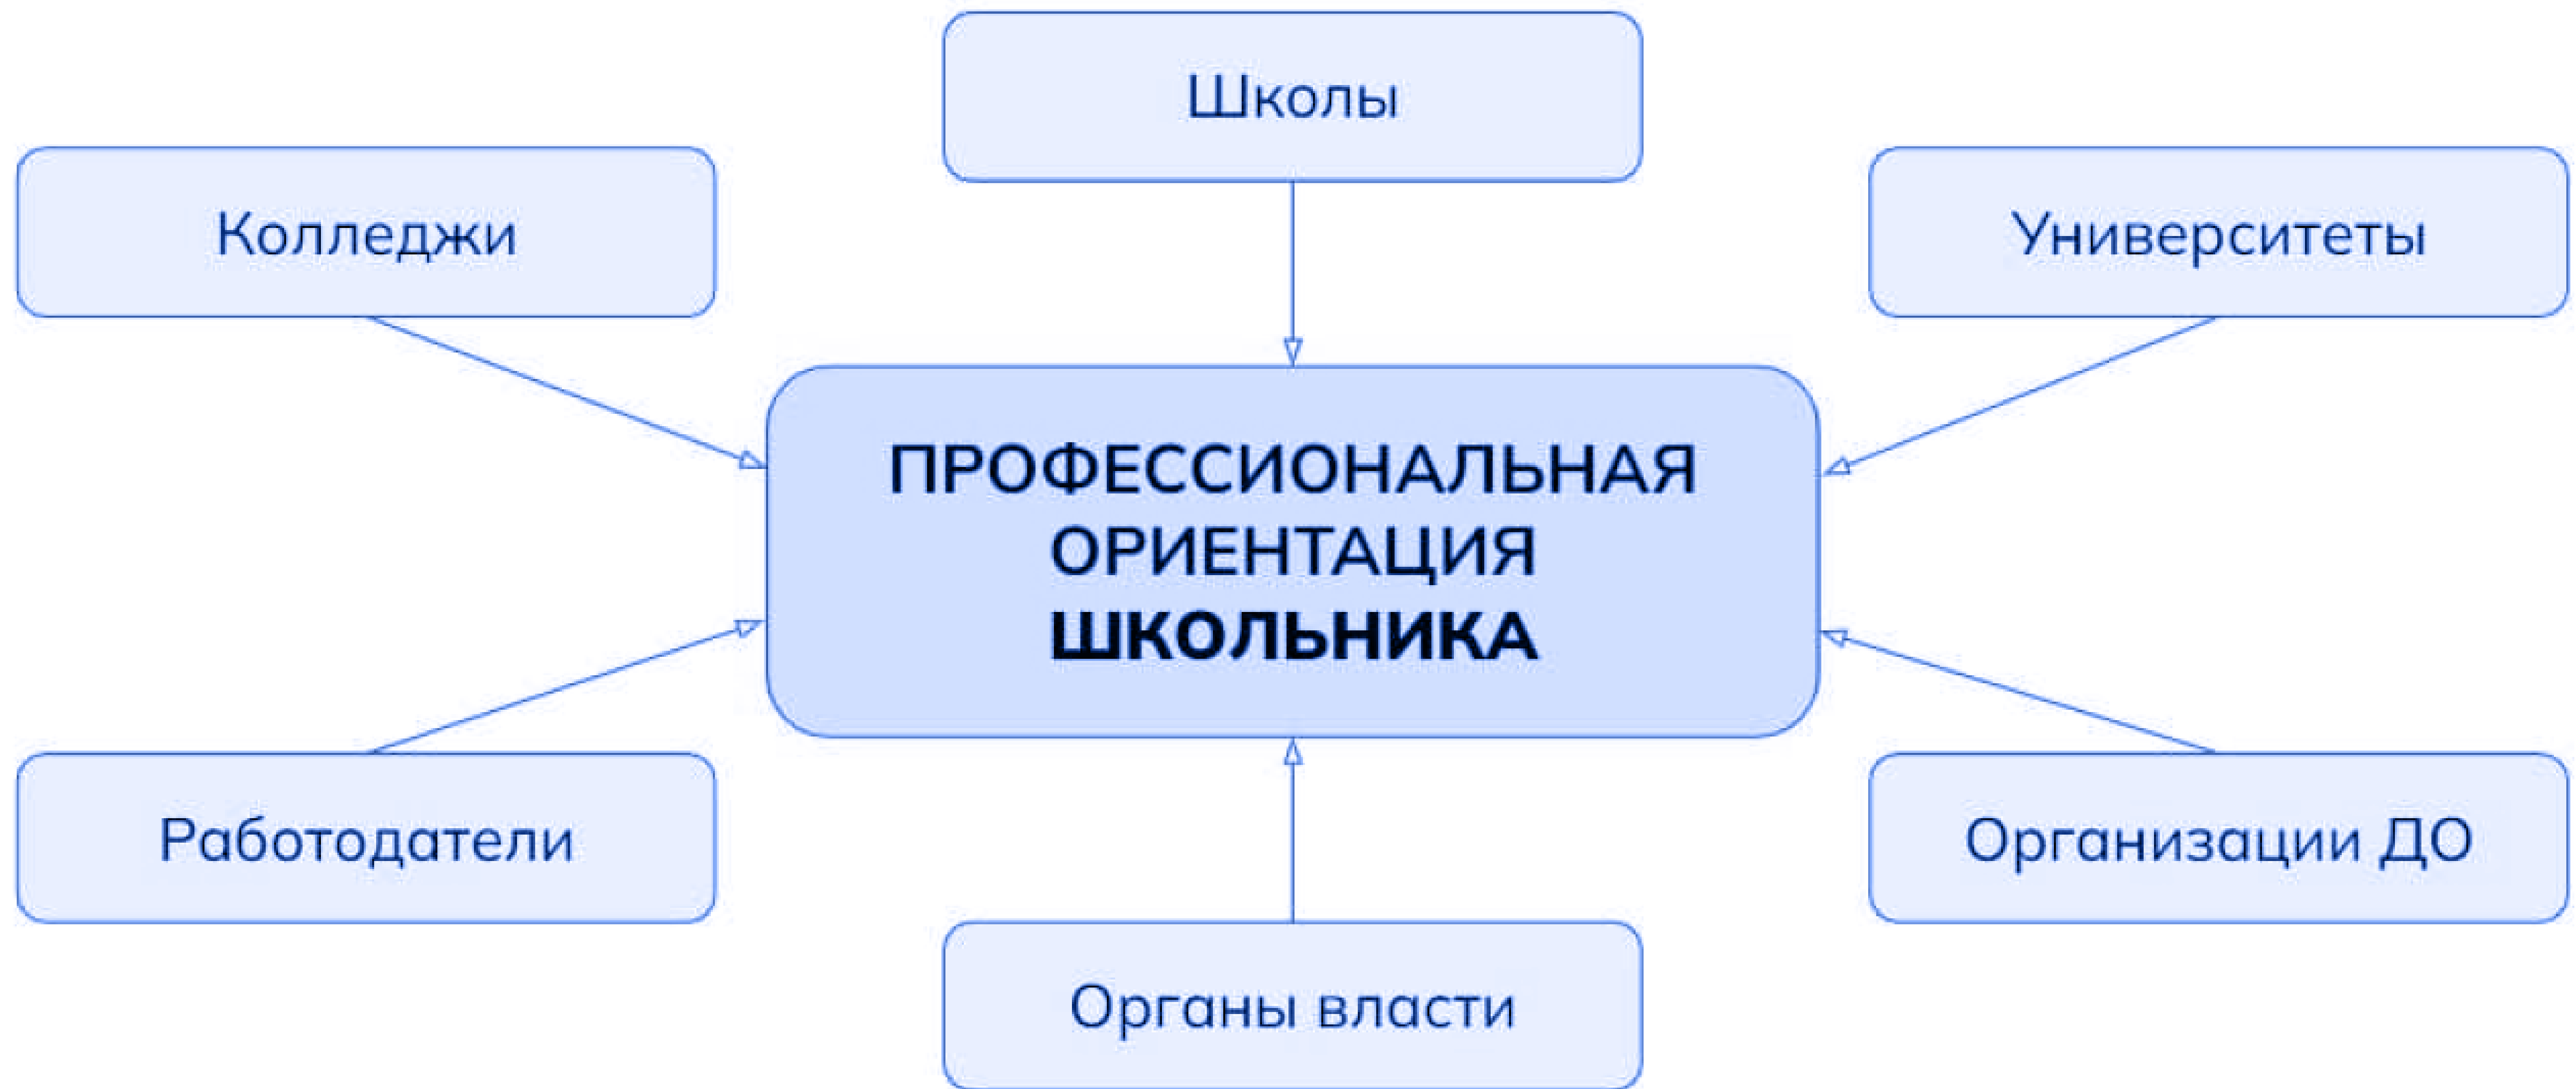 Школы
Колледжи
Университеты
ПРОФЕССИОНАЛЬНАЯ
ОРИЕНТАЦИЯ
ШКОЛЬНИКА
Работодатели
Организации ДО
Органы власти